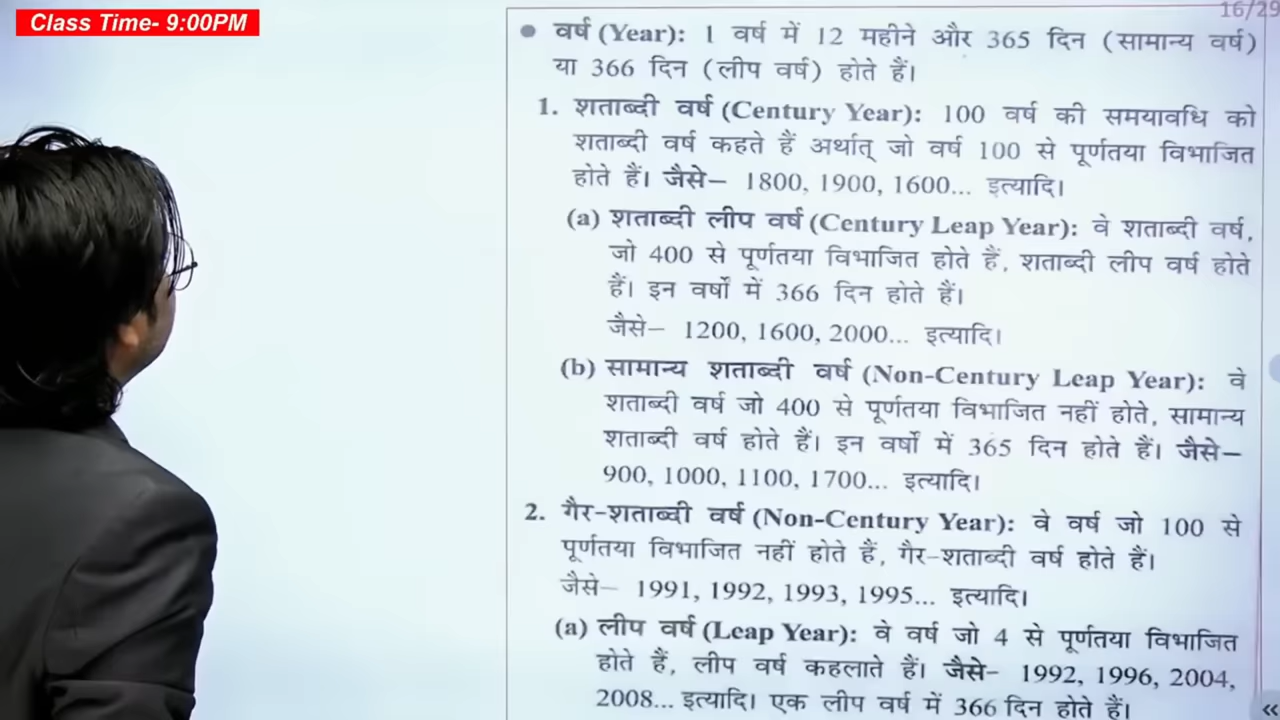 Class Time- 9:00PM
16/29
● वर्ष (Year): 1 वर्ष में 12 महीने और 365 दिन (सामान्य वर्ष)
या 366 दिन (लीप वर्ष) होते हैं।
1. शताब्दी वर्ष (Century Year): 100 वर्ष की समयावधि को
शताब्दी वर्ष कहते हैं अर्थात् जो वर्ष 100 से पूर्णतया विभाजित
होते हैं। जैसे– 1800, 1900, 1600... इत्यादि।
(a) शताब्दी लीप वर्ष (Century Leap Year): वे शताब्दी वर्ष,
जो 400 से पूर्णतया विभाजित होते हैं, शताब्दी लीप वर्ष होते
हैं। इन वर्षों में 366 दिन होते हैं।
जैसे– 1200, 1600, 2000... इत्यादि।
(b) सामान्य शताब्दी वर्ष (Non-Century Leap Year): वे
शताब्दी वर्ष जो 400 से पूर्णतया विभाजित नहीं होते, सामान्य
शताब्दी वर्ष होते हैं। इन वर्षों में 365 दिन होते हैं। जैसे–
900, 1000, 1100, 1700... इत्यादि।
2. गैर-शताब्दी वर्ष (Non-Century Year): वे वर्ष जो 100 से
पूर्णतया विभाजित नहीं होते हैं, गैर-शताब्दी वर्ष होते हैं।
जैसे– 1991, 1992, 1993, 1995... इत्यादि।
(a) लीप वर्ष (Leap Year): वे वर्ष जो 4 से पूर्णतया विभाजित
होते हैं, लीप वर्ष कहलाते हैं। जैसे- 1992, 1996, 2004,
2008... इत्यादि। एक लीप वर्ष में 366 दिन होते हैं।